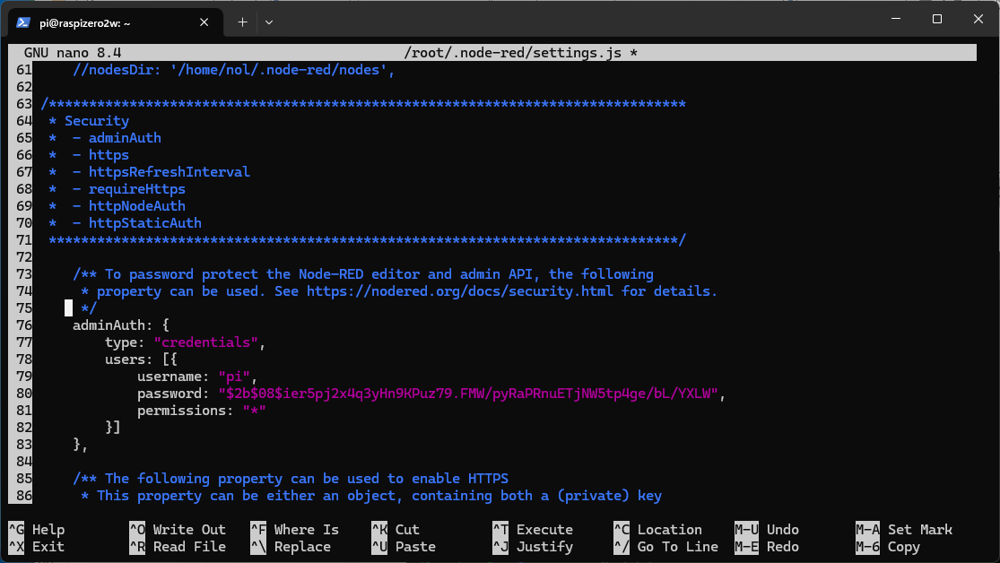 pi@raspizero2w: ~
GNU nano 8.4 /root/.node-red/settings.js *
61 //nodesDir: '/home/nol/.node-red/nodes',
62
63 /*******************************************************************************
64 * Security
65 * - adminAuth
66 * - https
67 * - httpsRefreshInterval
68 * - requireHttps
69 * - httpNodeAuth
70 * - httpStaticAuth
71 ******************************************************************************/
72
73 /** To password protect the Node-RED editor and admin API, the following
74 * property can be used. See https://nodered.org/docs/security.html for details.
75 */
76 adminAuth: {
77 type: "credentials",
78 users: [{
79 username: "pi",
80 password: "$2b$08$ier5pj2x4q3yHn9KPuz79.FMW/pyRaPRnuETjNW5tp4ge/bL/YXLW",
81 permissions: "*"
82 }]
83 },
84
85 /** The following property can be used to enable HTTPS
86 * This property can be either an object, containing both a (private) key
^G Help ^O Write Out ^F Where Is ^K Cut ^T Execute ^C Location M-U Undo M-A Set Mark
^X Exit ^R Read File ^\ Replace ^U Paste ^J Justify ^/ Go To Line M-E Redo M-6 Copy